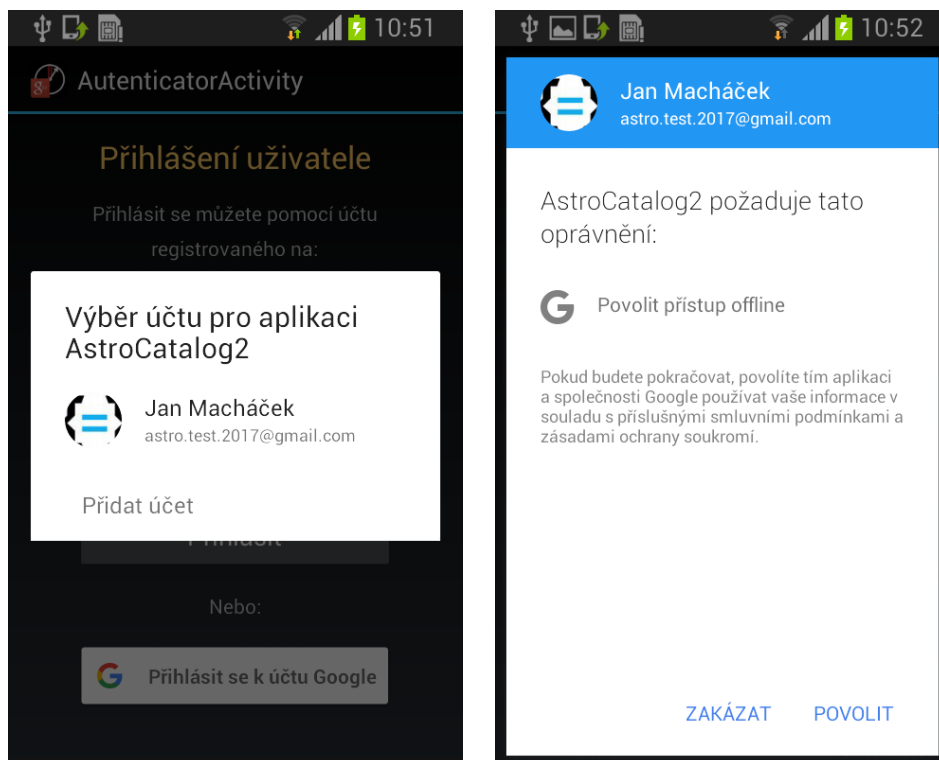 10:51
AutenticatorActivity
Přihlášení uživatele
Přihlásit se můžete pomocí účtu
registrovaného na:
Výběr účtu pro aplikaci
AstroCatalog2
Jan Macháček
astro.test.2017@gmail.com
Přidat účet
Přihlásit
Nebo:
Přihlásit se k účtu Google
10:52
Jan Macháček
astro.test.2017@gmail.com
AstroCatalog2 požaduje tato
oprávnění:
Povolit přístup offline
Pokud budete pokračovat, povolíte tím aplikaci
a společnosti Google používat vaše informace v
souladu s příslušnými smluvními podmínkami a
zásadami ochrany soukromí.
ZAKÁZAT POVOLIT